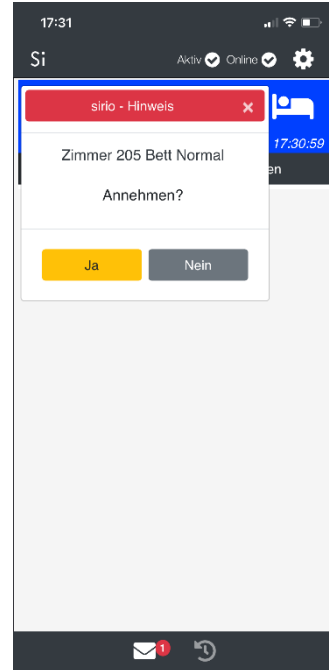 17:31
Si
Aktiv Online
sirio - Hinweis ×
17:30:59
en
Zimmer 205 Bett Normal
Annehmen?
Ja Nein
1